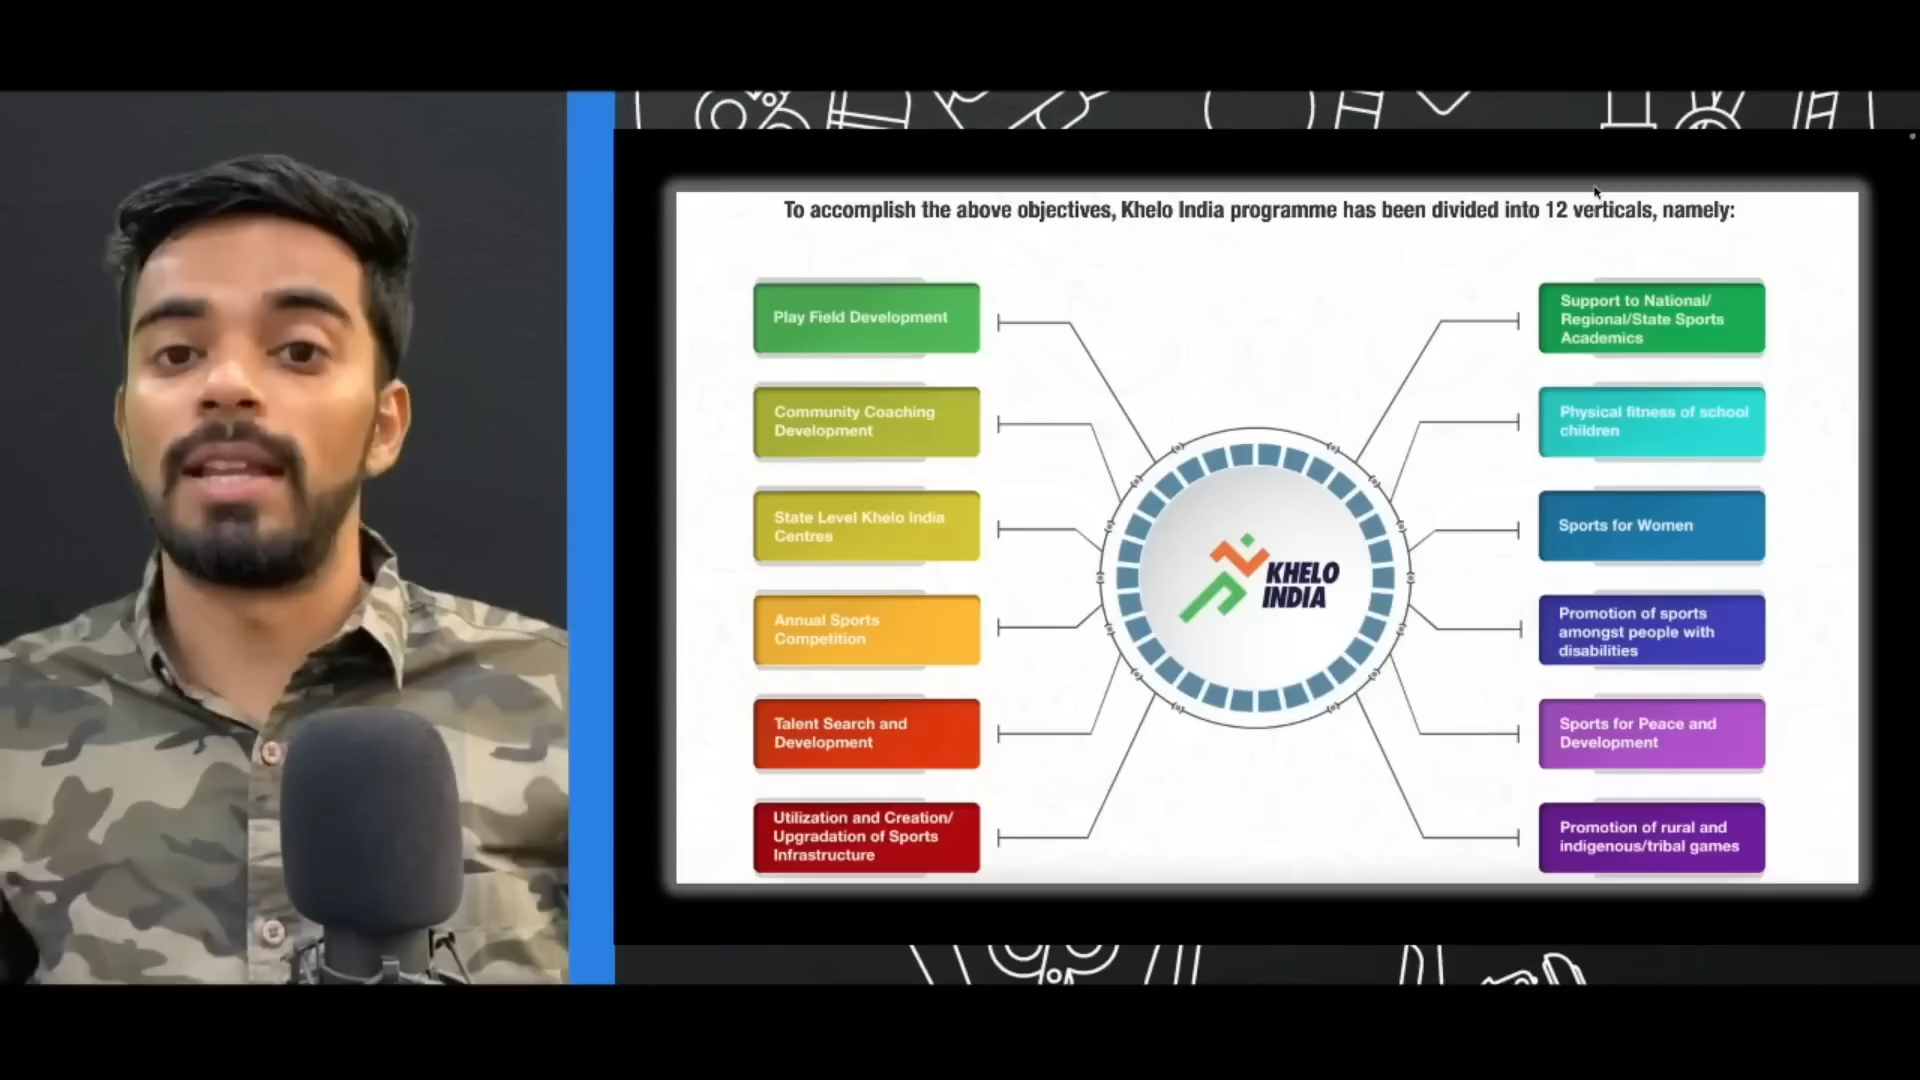 To accomplish the above objectives, Khelo India programme has been divided into 12 verticals, namely:
Play Field Development
Community Coaching
Development
State Level Khelo India
Centres
Annual Sports
Competition
Talent Search and
Development
Utilization and Creation/
Upgradation of Sports
Infrastructure
KHELO
INDIA
Support to National/
Regional/State Sports
Academics
Physical fitness of school
children
Sports for Women
Promotion of sports
amongst people with
disabilities
Sports for Peace and
Development
Promotion of rural and
indigenous/tribal games